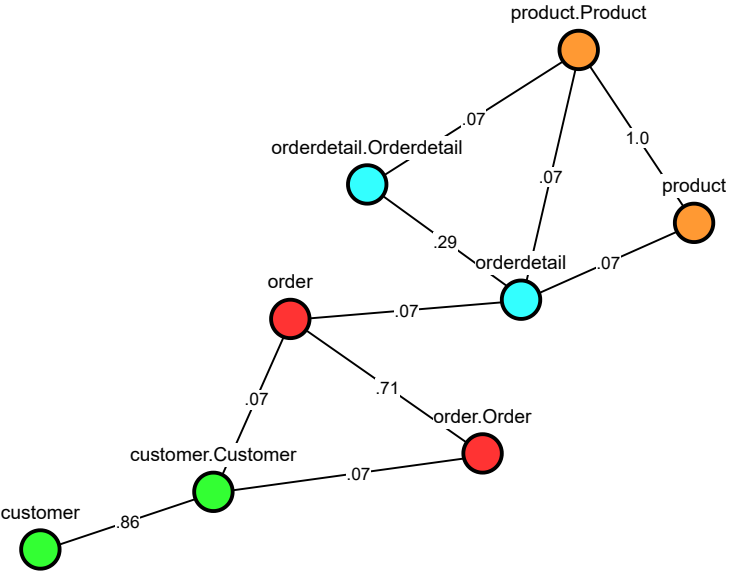 product.Product
.07
1.0
orderdetail.Orderdetail
.07
product
.29
orderdetail
.07
order
.07
.71
.07
order.Order
customer.Customer
.07
customer
.86